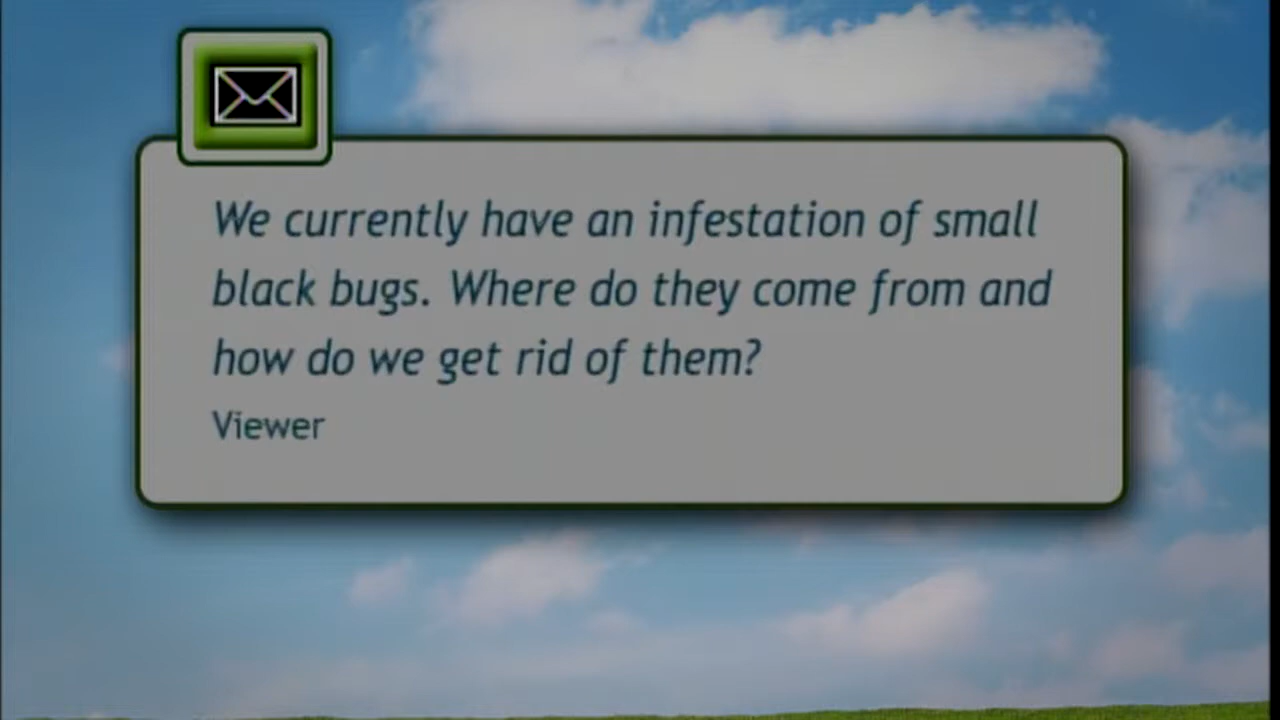 We currently have an infestation of small
black bugs. Where do they come from and
how do we get rid of them?
Viewer